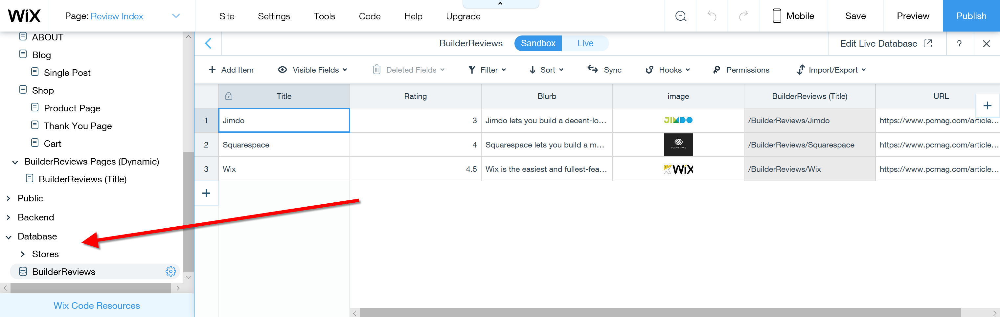 WiX Page: Review Index Site Settings Tools Code Help Upgrade Mobile Save Preview Publish
ABOUT
Blog
Single Post
Shop
Product Page
Thank You Page
Cart
BuilderReviews Pages (Dynamic)
BuilderReviews (Title)
Public
Backend
Database
Stores
BuilderReviews
Wix Code Resources
BuilderReviews Sandbox Live Edit Live Database ?
Add Item Visible Fields Deleted Fields Filter Sort Sync Hooks Permissions Import/Export
Title Rating Blurb image BuilderReviews (Title) URL
1 Jimdo 3 Jimdo lets you build a decent-lo... JIMDO /BuilderReviews/Jimdo https://www.pcmag.com/article...
2 Squarespace 4 Squarespace lets you build a m... SQUARESPACE /BuilderReviews/Squarespace https://www.pcmag.com/article...
3 Wix 4.5 Wix is the easiest and fullest-fea... WiX /BuilderReviews/Wix https://www.pcmag.com/article...